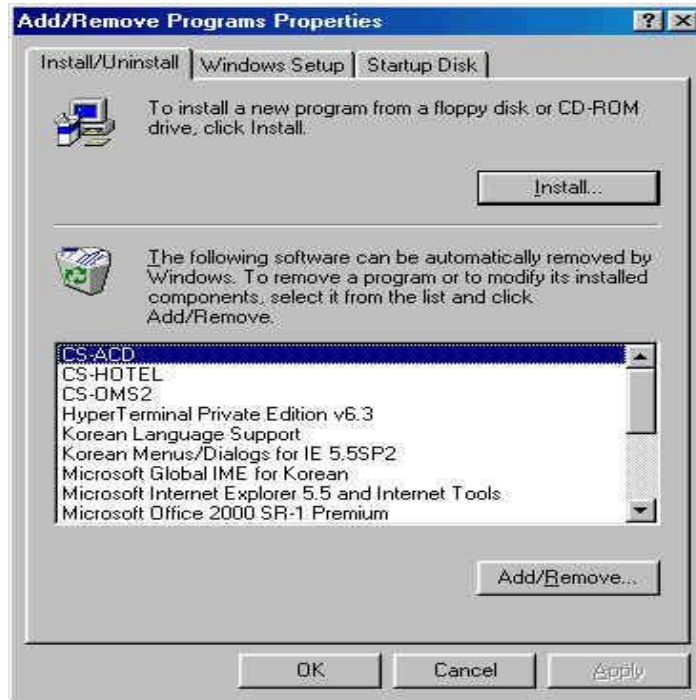 Add/Remove Programs Properties
Install/Uninstall
Windows Setup
Startup Disk
To install a new program from a floppy disk or CD-ROM
drive, click Install.
Install...
The following software can be automatically removed by
Windows. To remove a program or to modify its installed
components, select it from the list and click
Add/Remove.
CS-ACD
CS-HOTEL
CS-OMS2
HyperTerminal Private Edition v6.3
Korean Language Support
Korean Menus/Dialogs for IE 5.5SP2
Microsoft Global IME for Korean
Microsoft Internet Explorer 5.5 and Internet Tools
Microsoft Office 2000 SR-1 Premium
Add/Remove...
OK
Cancel
Apply